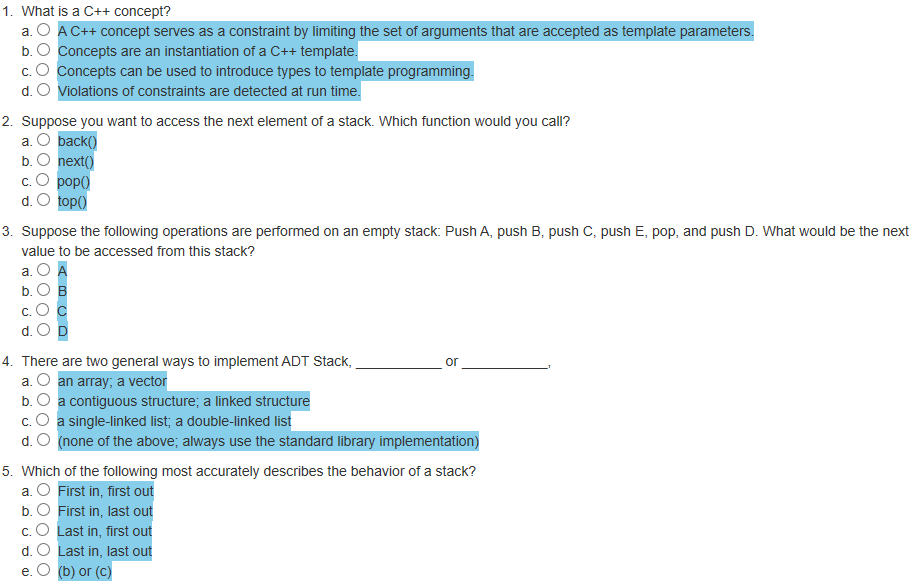 1. What is a C++ concept?
a. A C++ concept serves as a constraint by limiting the set of arguments that are accepted as template parameters.
b. Concepts are an instantiation of a C++ template.
c. Concepts can be used to introduce types to template programming.
d. Violations of constraints are detected at run time.
2. Suppose you want to access the next element of a stack. Which function would you call?
a. back()
b. next()
c. pop()
d. top()
3. Suppose the following operations are performed on an empty stack: Push A, push B, push C, push E, pop, and push D. What would be the next
value to be accessed from this stack?
a. A
b. B
c. C
d. D
4. There are two general ways to implement ADT Stack, ___________ or ___________,
a. an array; a vector
b. a contiguous structure; a linked structure
c. a single-linked list; a double-linked list
d. (none of the above; always use the standard library implementation)
5. Which of the following most accurately describes the behavior of a stack?
a. First in, first out
b. First in, last out
c. Last in, first out
d. Last in, last out
e. (b) or (c)